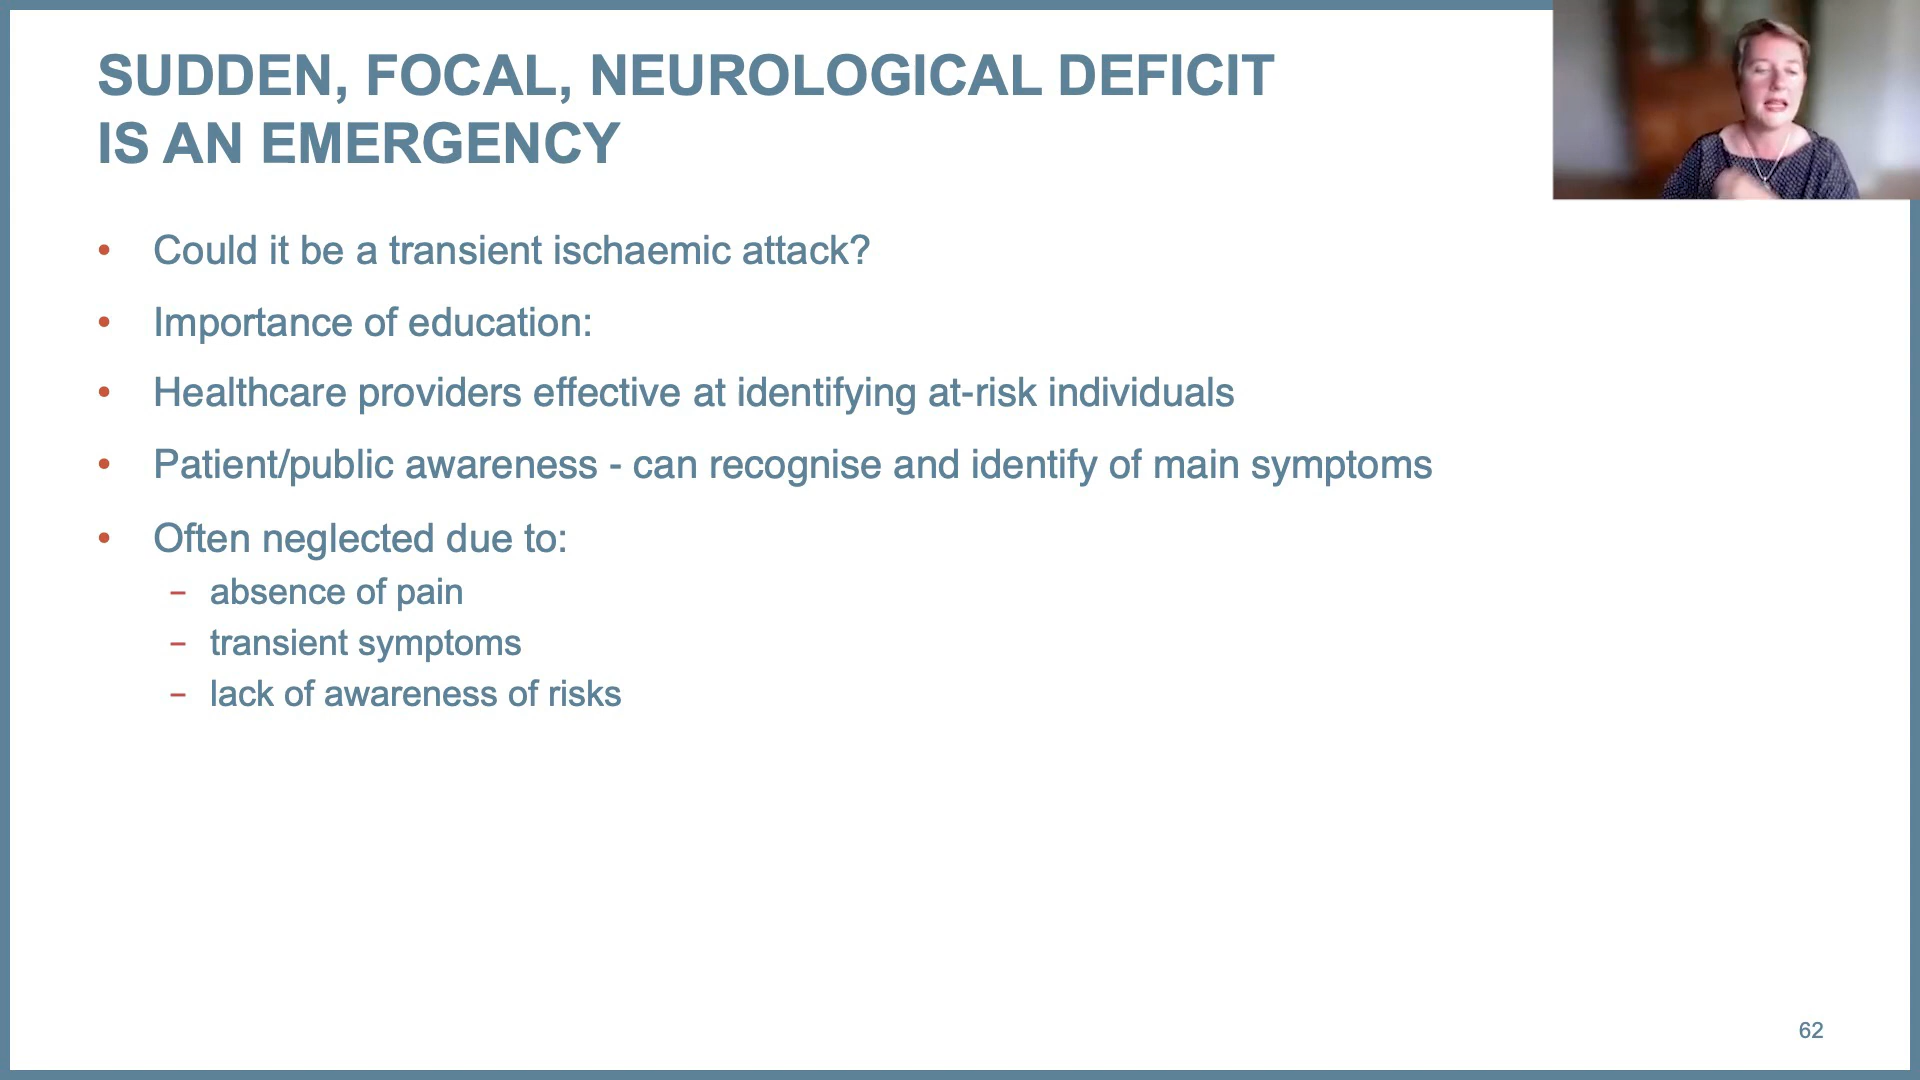 SUDDEN, FOCAL, NEUROLOGICAL DEFICIT
IS AN EMERGENCY
• Could it be a transient ischaemic attack?
• Importance of education:
• Healthcare providers effective at identifying at-risk individuals
• Patient/public awareness - can recognise and identify of main symptoms
• Often neglected due to:
– absence of pain
– transient symptoms
– lack of awareness of risks
62